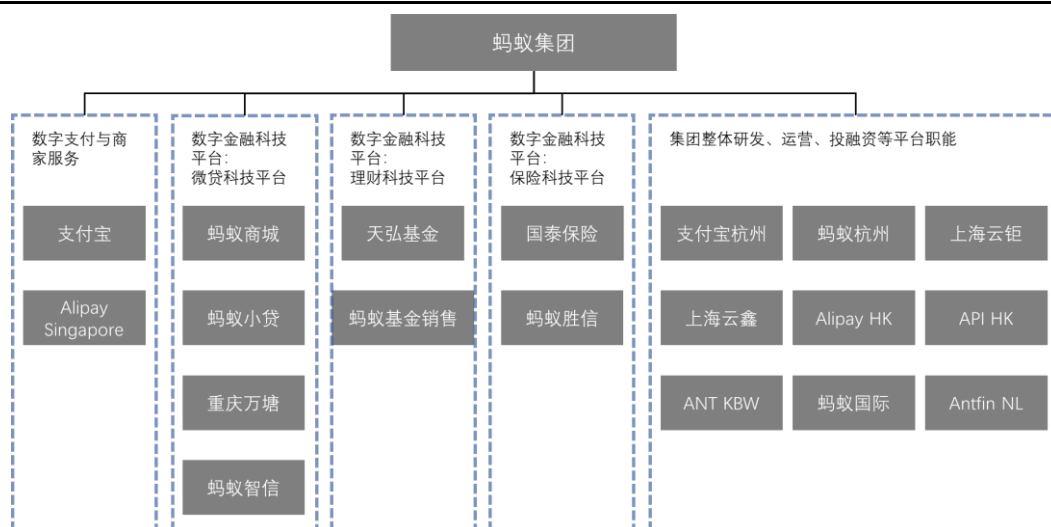 蚂蚁集团
数字支付与商
家服务
支付宝
Alipay
Singapore
数字金融科技
平台：
微贷科技平台
蚂蚁商城
蚂蚁小贷
重庆万塘
蚂蚁智信
数字金融科技
平台：
理财科技平台
天弘基金
蚂蚁基金销售
数字金融科技
平台：
保险科技平台
国泰保险
蚂蚁胜信
集团整体研发、运营、投融资等平台职能
支付宝杭州
蚂蚁杭州
上海云钜
上海云鑫
Alipay HK
API HK
ANT KBW
蚂蚁国际
Antfin NL